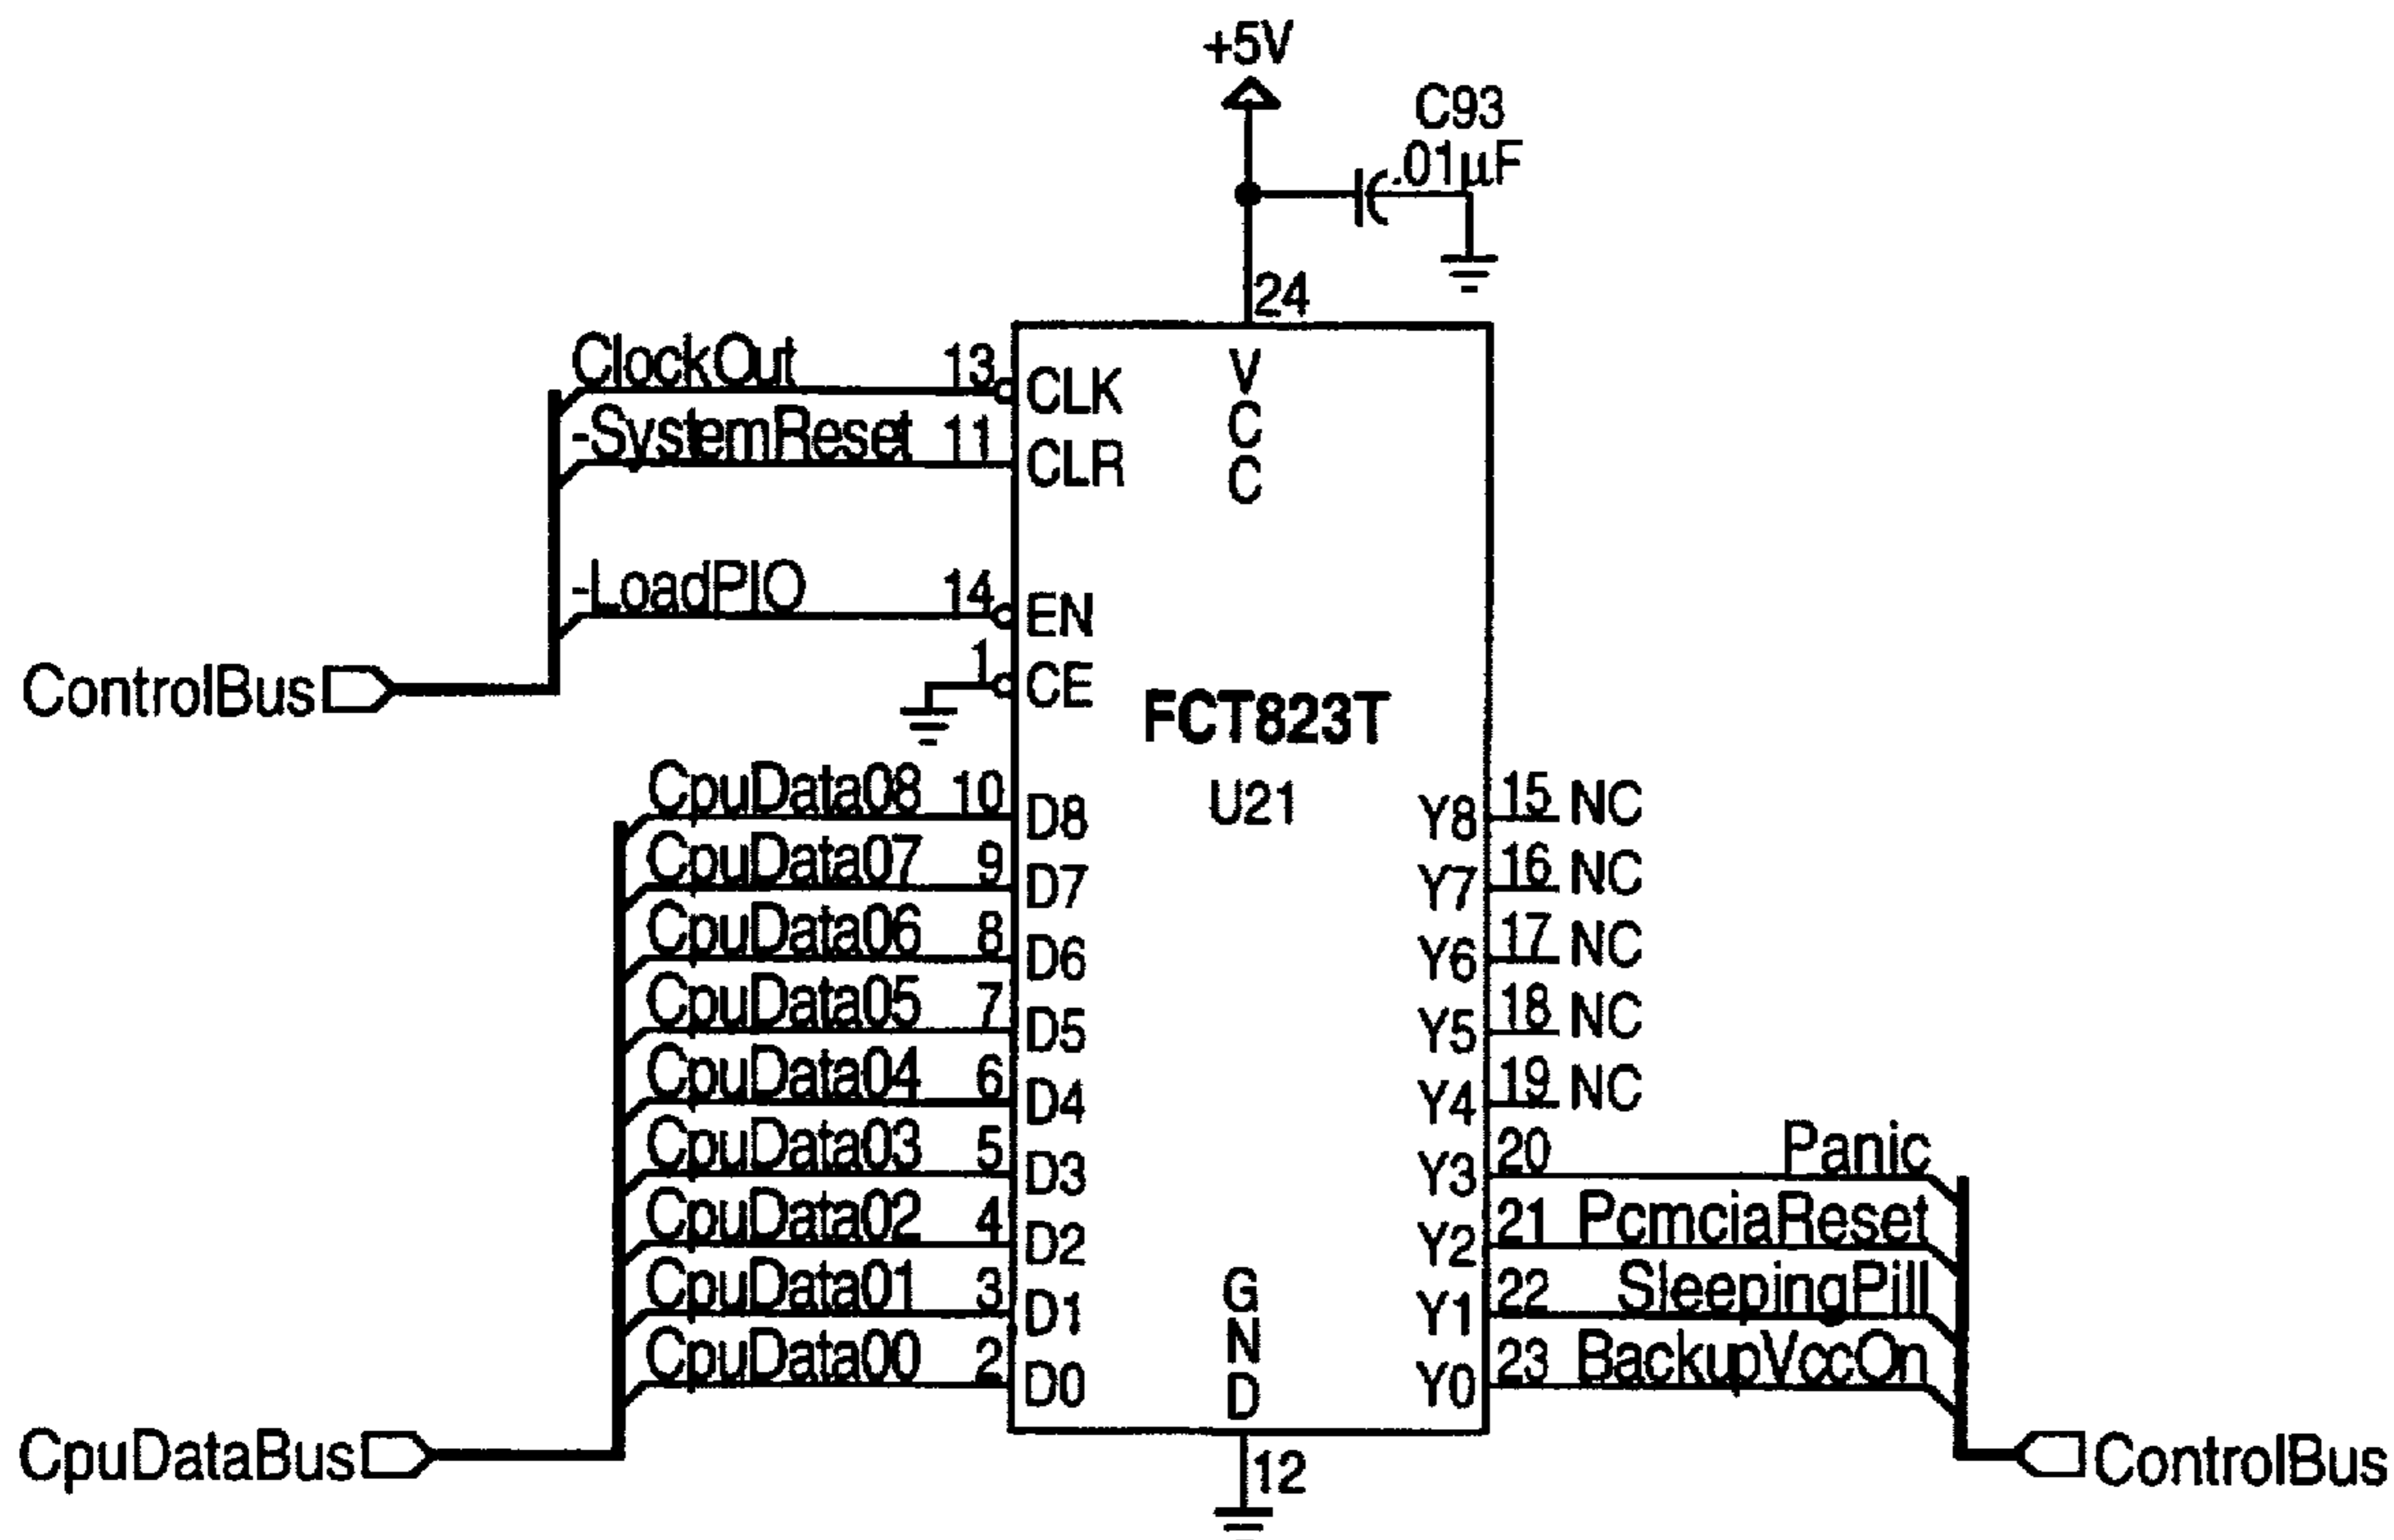 +5V
C93
.01µF
24
ClockOut 13 CLK
VCC
-SystemReset 11 CLR
-LoadPIO 14 EN
1 CE
ControlBus
FCT823T
U21
CpuData08 10 D8 Y8 15 NC
CpuData07 9 D7 Y7 16 NC
CpuData06 8 D6 Y6 17 NC
CpuData05 7 D5 Y5 18 NC
CpuData04 6 D4 Y4 19 NC
CpuData03 5 D3 Y3 20 Panic
CpuData02 4 D2 Y2 21 PcmciaReset
CpuData01 3 D1 Y1 22 SleepingPill
CpuData00 2 D0 Y0 23 BackupVccOn
GND
CpuDataBus
12
ControlBus